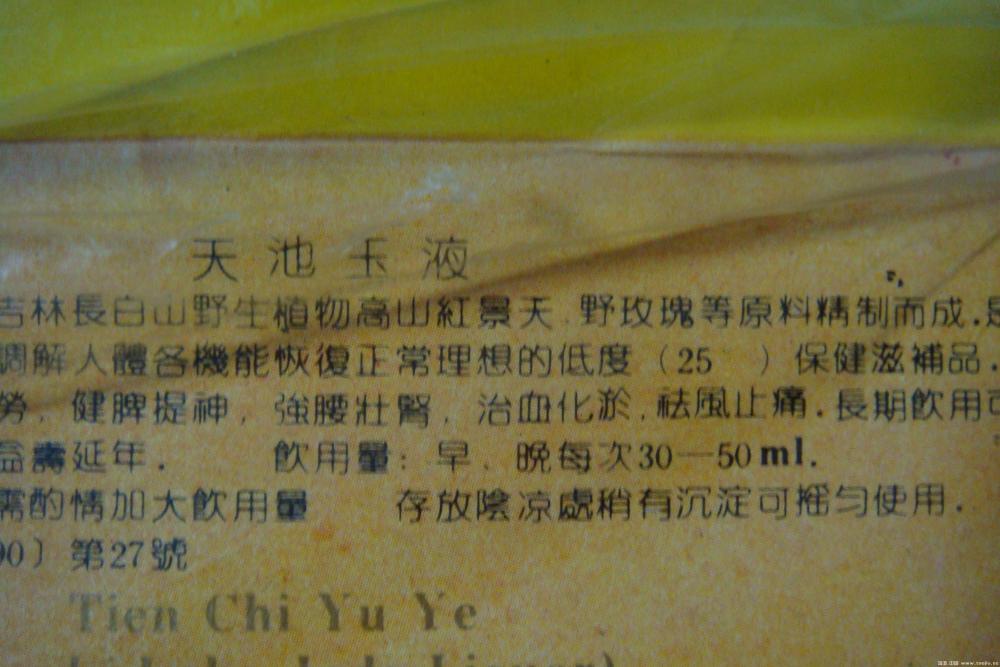 天池玉液
吉林長白山野生植物高山紅景天、野玫瑰等原料精制而成.是
調解人體各機能恢復正常理想的低度（25　）保健滋補品.
勞，健脾提神，強腰壯腎，治血化淤，祛風止痛.長期飲用可
益壽延年.　飲用量：早、晚每次30—50ml.
需酌情加大飲用量　存放陰凉處稍有沉淀可摇匀使用.
90）第27號
Tien Chi Yu Ye